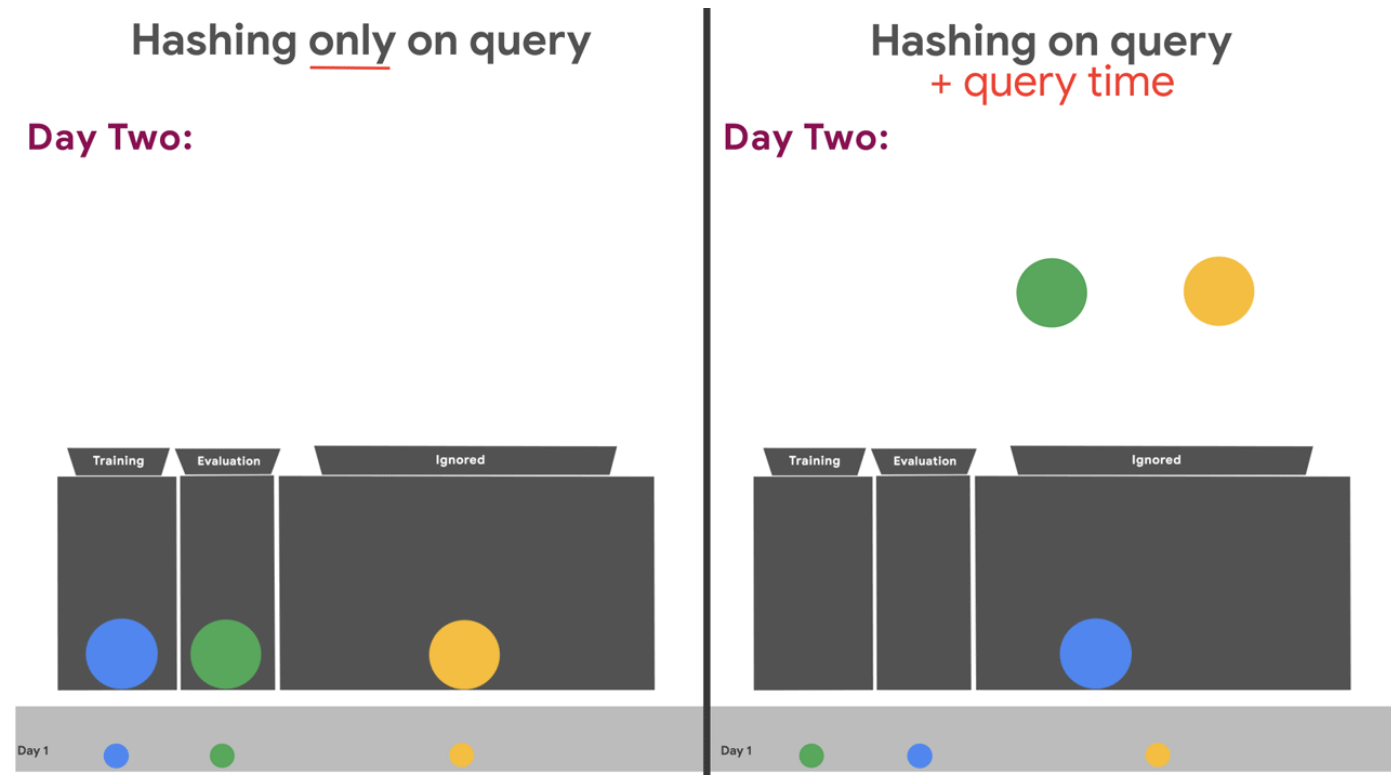 Hashing only on query
Day Two:
Training
Evaluation
Ignored
Day 1
Hashing on query
+ query time
Day Two:
Training
Evaluation
Ignored
Day 1